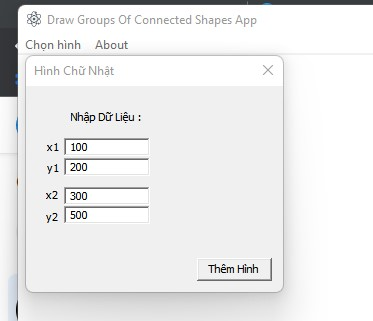 Draw Groups Of Connected Shapes App
Chọn hình About
Hình Chữ Nhật
Nhập Dữ Liệu :
x1 100
y1 200
x2 300
y2 500
Thêm Hình